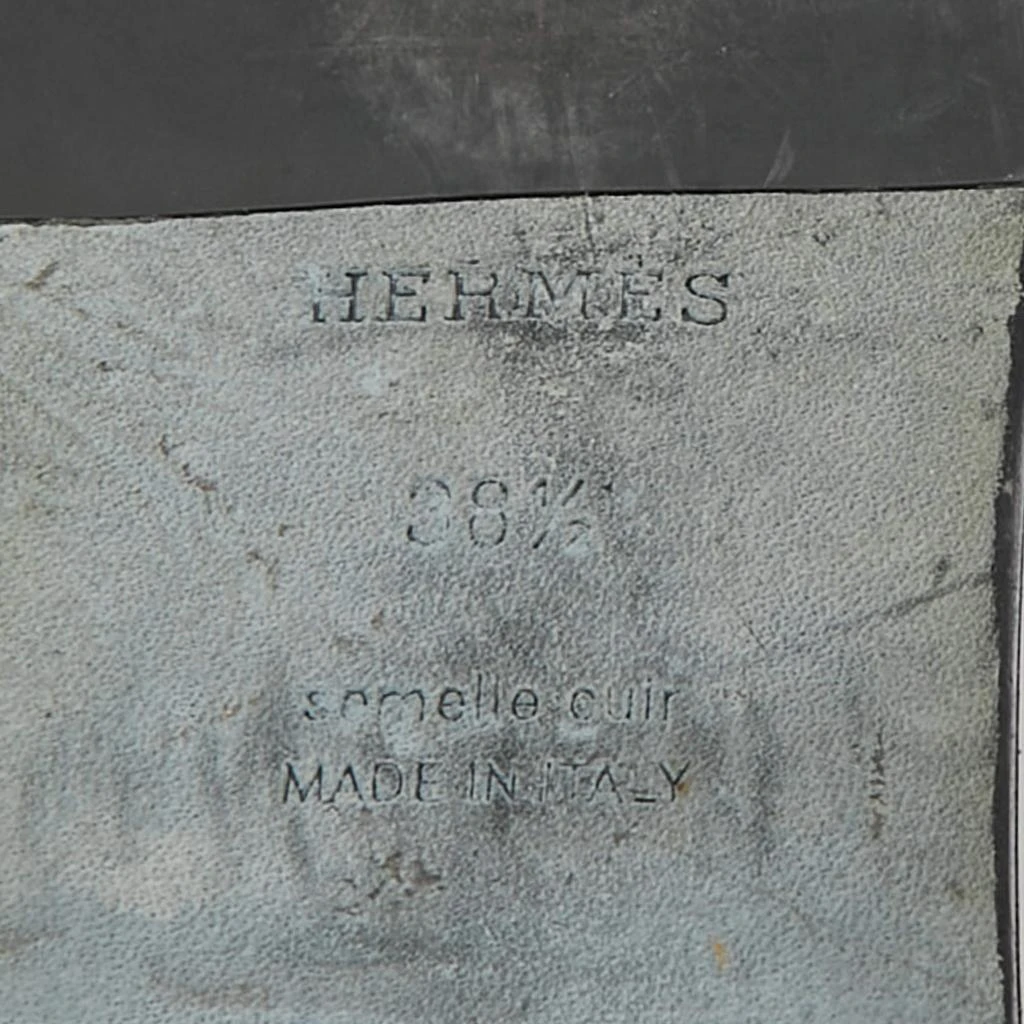 HERMES
38½
semelle cuir
MADE IN ITALY